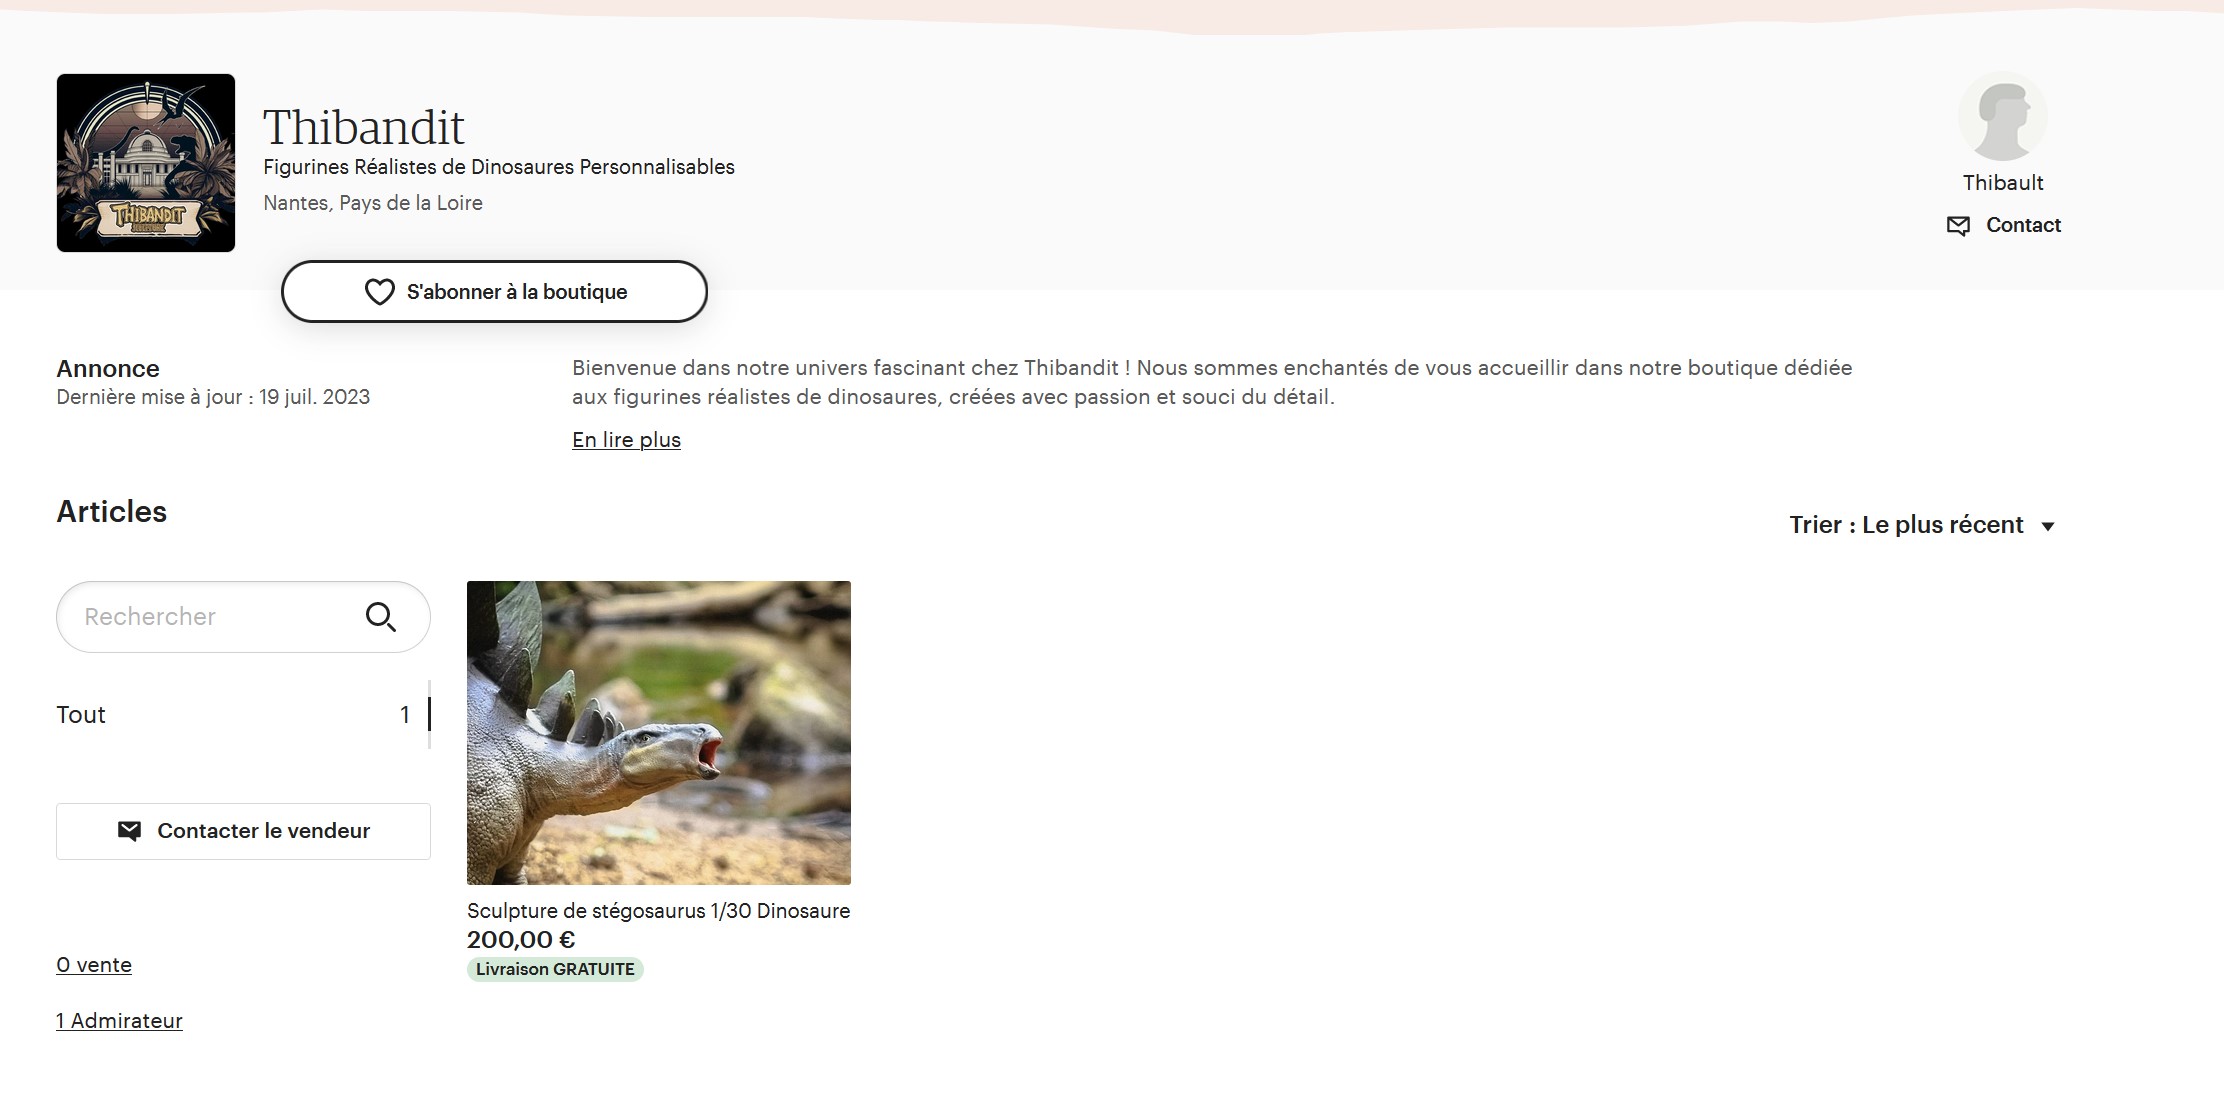 THIBANDIT
SCULPTURE
Thibandit
Figurines Réalistes de Dinosaures Personnalisables
Nantes, Pays de la Loire
S'abonner à la boutique
Thibault
Contact
Annonce
Dernière mise à jour : 19 juil. 2023
Bienvenue dans notre univers fascinant chez Thibandit ! Nous sommes enchantés de vous accueillir dans notre boutique dédiée
aux figurines réalistes de dinosaures, créées avec passion et souci du détail.
En lire plus
Articles
Trier : Le plus récent
Rechercher
Tout 1
Contacter le vendeur
0 vente
1 Admirateur
Sculpture de stégosaurus 1/30 Dinosaure
200,00 €
Livraison GRATUITE